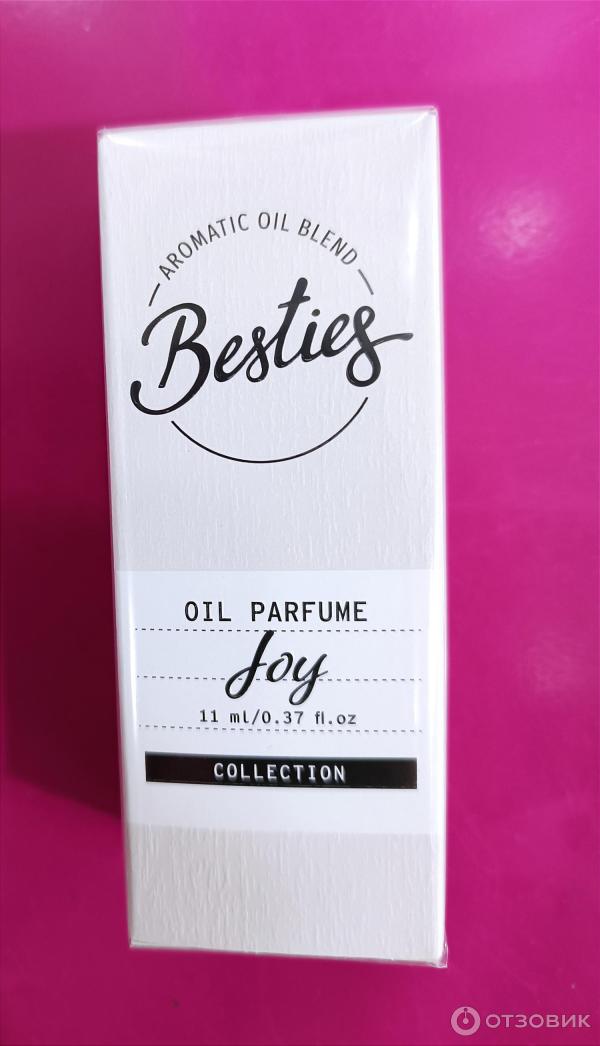 AROMATIC OIL BLEND
Besties
OIL PARFUME
Joy
11 ml/0.37 fl.oz
COLLECTION
ОТЗОВИК